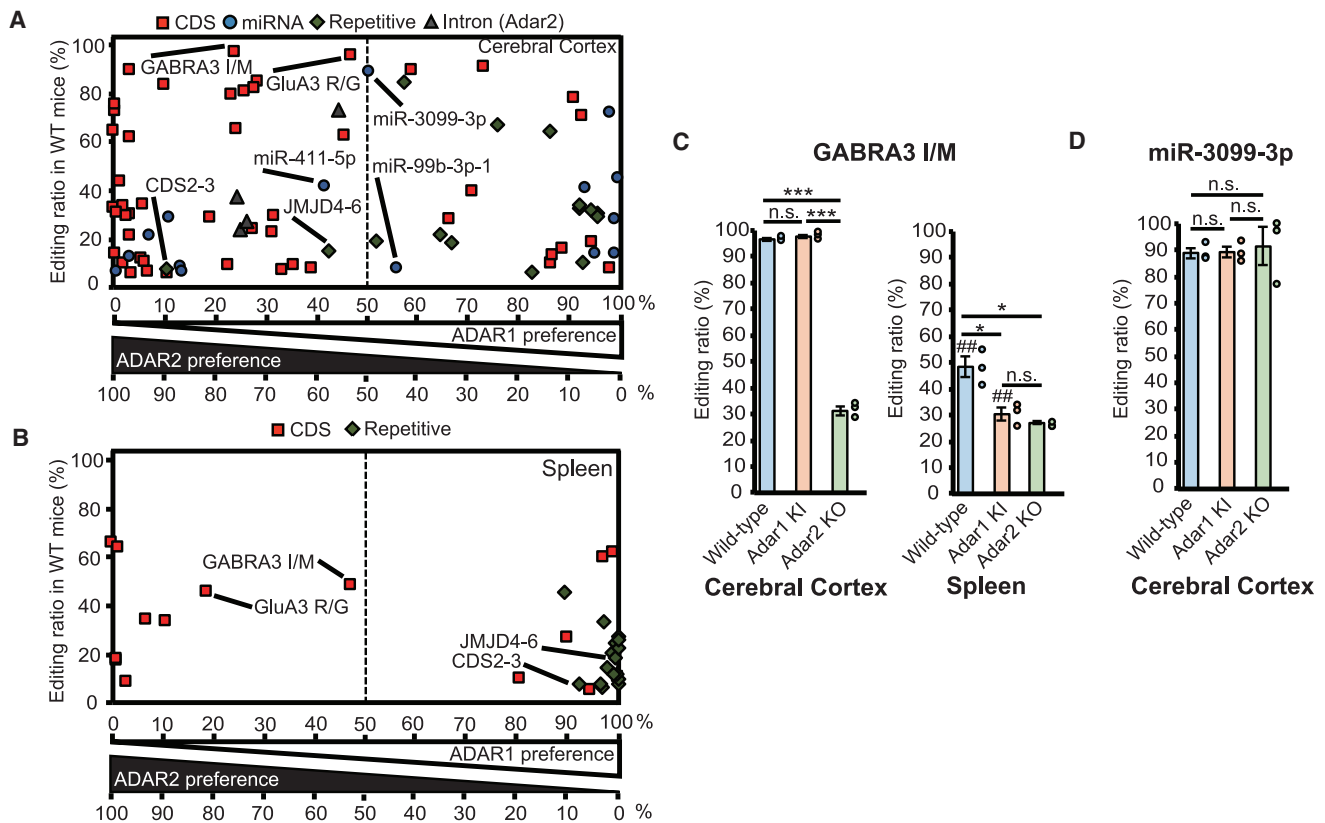 A
CDS miRNA Repetitive Intron (Adar2)
Editing ratio in WT mice (%)
100
80
60
40
20
0
Cerebral Cortex
GABRA3 I/M
GluA3 R/G
miR-3099-3p
miR-411-5p
miR-99b-3p-1
CDS2-3
JMJD4-6
0 10 20 30 40 50 60 70 80 90 100 %
ADAR1 preference
ADAR2 preference
100 90 80 70 60 50 40 30 20 10 0 %
B
CDS Repetitive
Editing ratio in WT mice (%)
100
80
60
40
20
0
Spleen
GABRA3 I/M
GluA3 R/G
JMJD4-6
CDS2-3
0 10 20 30 40 50 60 70 80 90 100 %
ADAR1 preference
ADAR2 preference
100 90 80 70 60 50 40 30 20 10 0 %
C
GABRA3 I/M
Editing ratio (%)
100
90
80
70
60
50
40
30
20
10
0
***
n.s. ***
Wild-type
Adar1 KI
Adar2 KO
Cerebral Cortex
Editing ratio (%)
100
90
80
70
60
50
40
30
20
10
0
*
*
n.s.
##
##
Wild-type
Adar1 KI
Adar2 KO
Spleen
D
miR-3099-3p
Editing ratio (%)
100
90
80
70
60
50
40
30
20
10
0
n.s.
n.s. n.s.
Wild-type
Adar1 KI
Adar2 KO
Cerebral Cortex